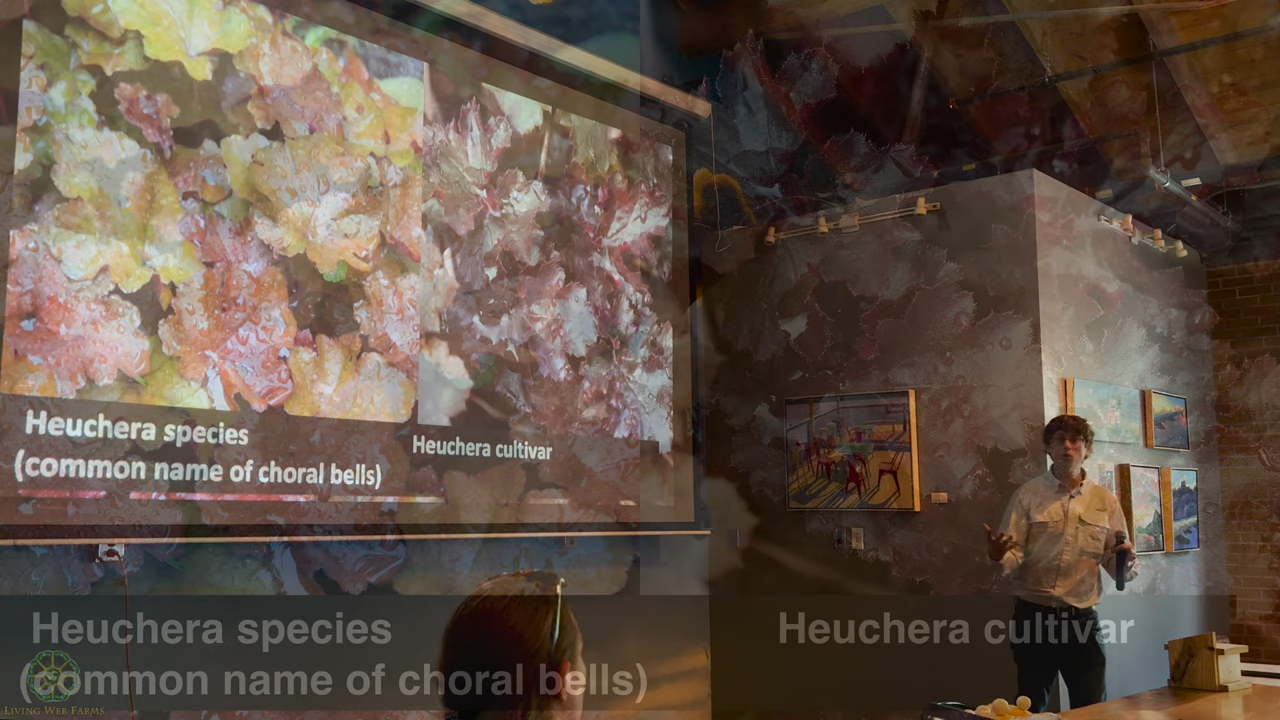 Heuchera species
(common name of choral bells)
Heuchera cultivar
Heuchera species
(common name of choral bells)
Heuchera cultivar
LIVING WEB FARMS